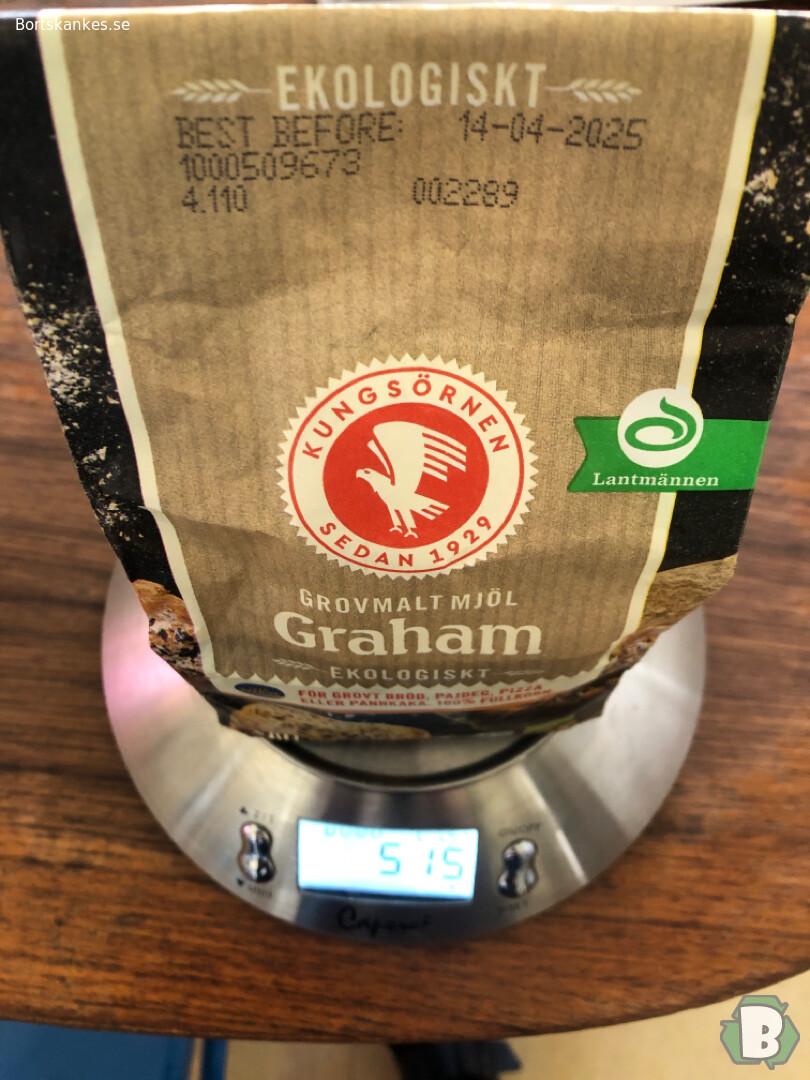 Bortskankes.se
EKOLOGISKT
BEST BEFORE: 14-04-2025
1000509673
4.110 002289
KUNGSÖRNEN
SEDAN 1929
Lantmännen
GROVMALT MJÖL
Graham
EKOLOGISKT
FÖR GROVT BRÖD, PAJDEG, PIZZA
ELLER PANNKAKA. 100% FULLKORN
515
B